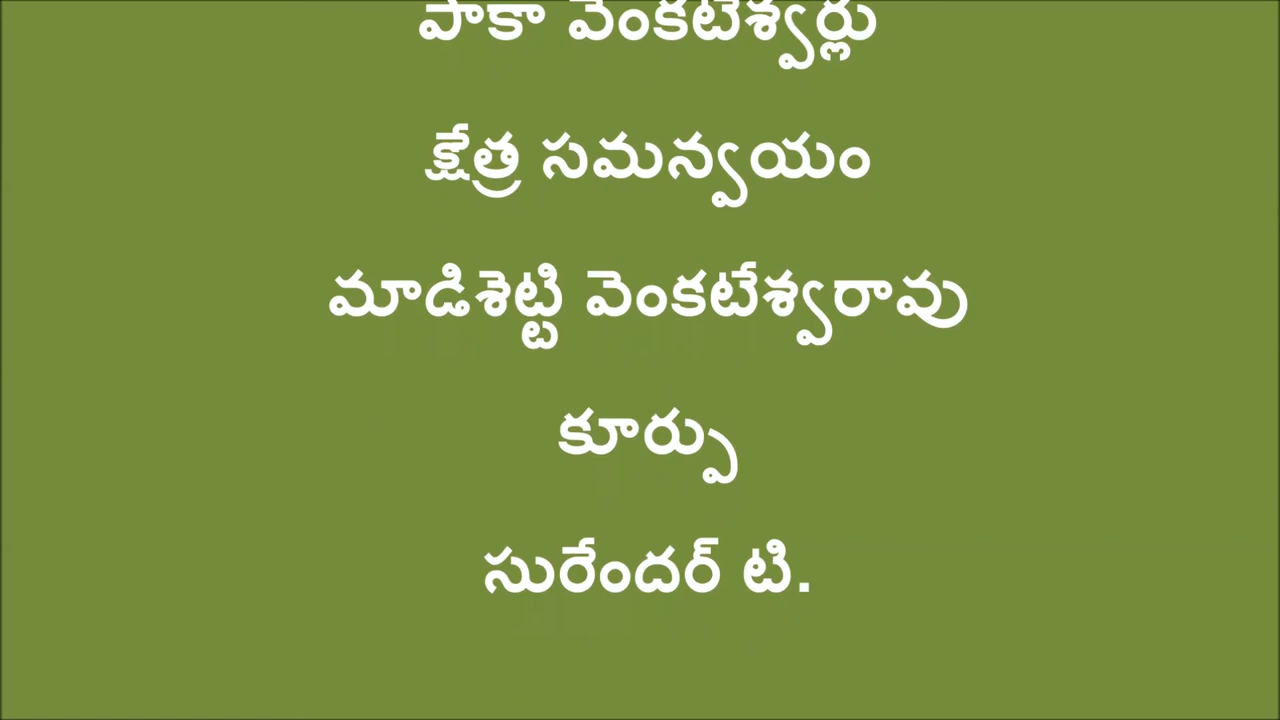 పాకా వెంకటేశ్వర్లు
క్షేత్ర సమన్వయం
మాడిశెట్టి వెంకటేశ్వరావు
కూర్పు
సురేందర్ టి.